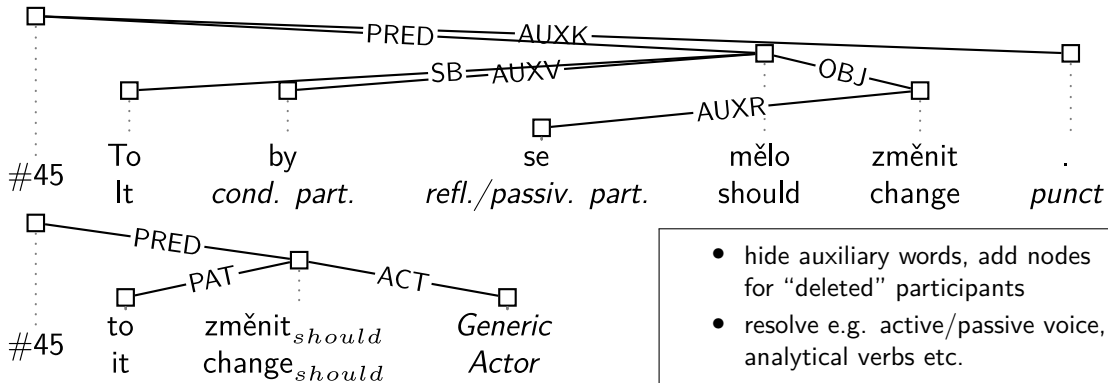 PRED AUXK
SB AUXV OBJ
AUXR
To by se mělo změnit .
#45
It cond. part. refl./passiv. part. should change punct
PRED
PAT ACT
to změnit_should Generic
#45
it change_should Actor
• hide auxiliary words, add nodes
for “deleted” participants
• resolve e.g. active/passive voice,
analytical verbs etc.